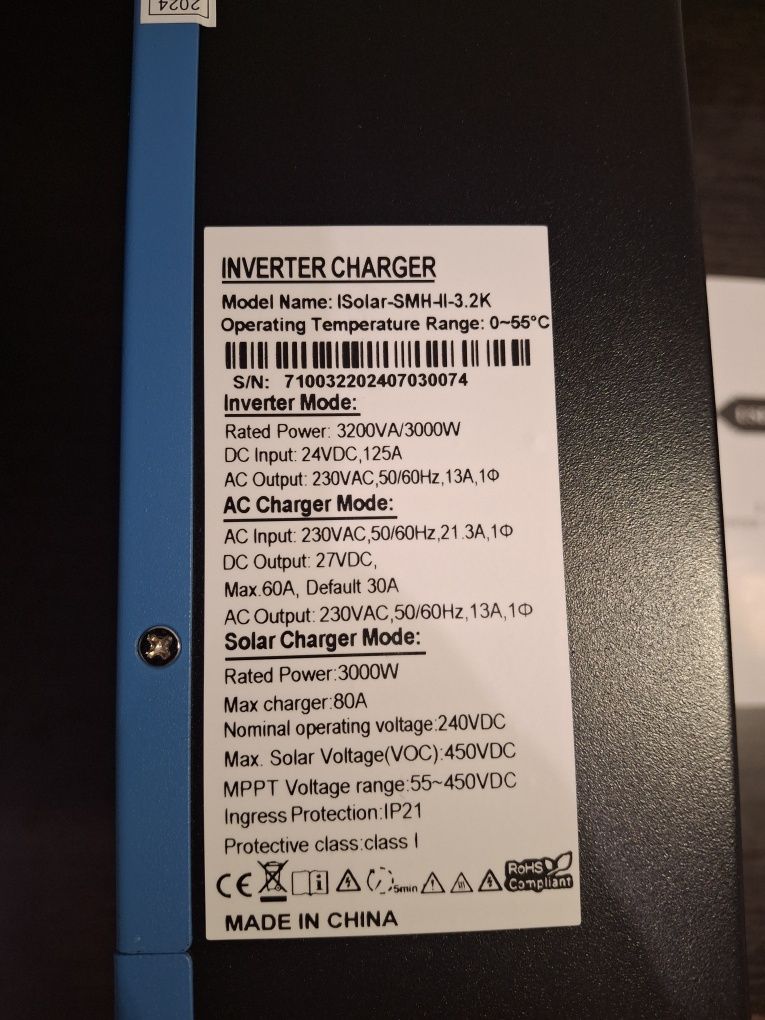 2024
INVERTER CHARGER
Model Name: ISolar-SMH-II-3.2K
Operating Temperature Range: 0~55°C
S/N: 710032202407030074
Inverter Mode:
Rated Power: 3200VA/3000W
DC Input: 24VDC,125A
AC Output: 230VAC,50/60Hz,13A,1Φ
AC Charger Mode:
AC Input: 230VAC,50/60Hz,21.3A,1Φ
DC Output: 27VDC,
Max.60A, Default 30A
AC Output: 230VAC,50/60Hz,13A,1Φ
Solar Charger Mode:
Rated Power:3000W
Max charger:80A
Nominal operating voltage:240VDC
Max. Solar Voltage(VOC):450VDC
MPPT Voltage range:55~450VDC
Ingress Protection:IP21
Protective class:class I
CE 5min RoHS
Compliant
MADE IN CHINA